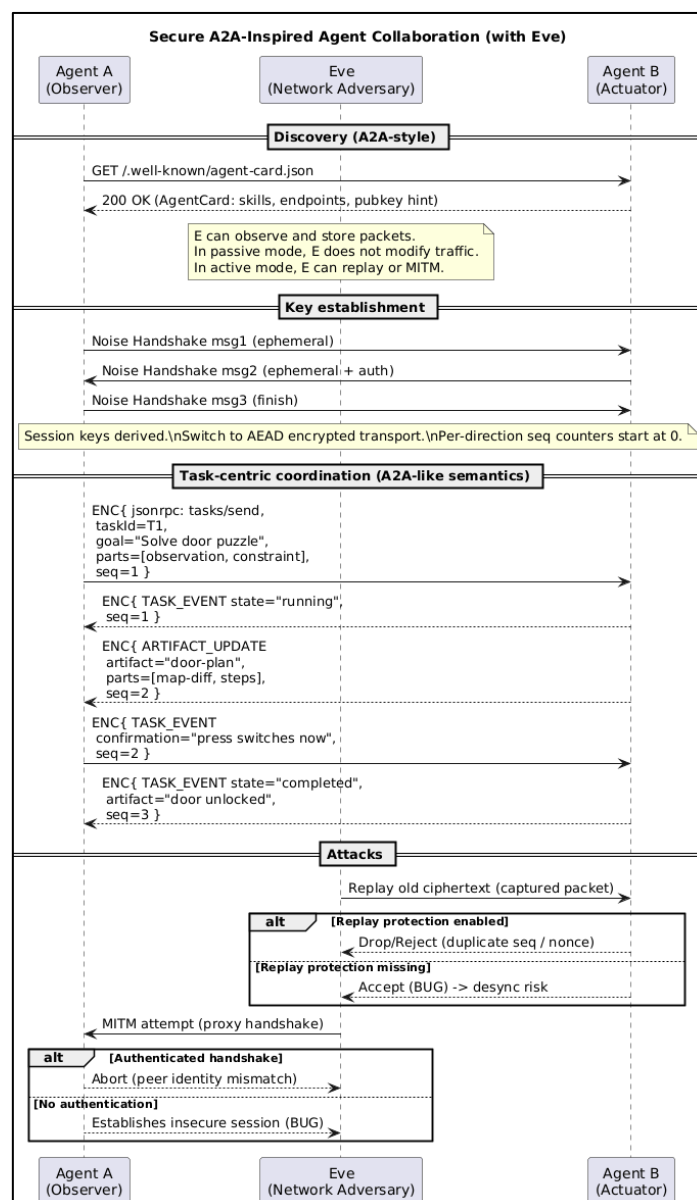 Secure A2A-Inspired Agent Collaboration (with Eve)
Agent A
(Observer)
Eve
(Network Adversary)
Agent B
(Actuator)
Discovery (A2A-style)
GET /.well-known/agent-card.json
200 OK (AgentCard: skills, endpoints, pubkey hint)
E can observe and store packets.
In passive mode, E does not modify traffic.
In active mode, E can replay or MITM.
Key establishment
Noise Handshake msg1 (ephemeral)
Noise Handshake msg2 (ephemeral + auth)
Noise Handshake msg3 (finish)
Session keys derived.\nSwitch to AEAD encrypted transport.\nPer-direction seq counters start at 0.
Task-centric coordination (A2A-like semantics)
ENC{ jsonrpc: tasks/send,
taskId=T1,
goal="Solve door puzzle",
parts=[observation, constraint],
seq=1 }
ENC{ TASK_EVENT state="running",
seq=1 }
ENC{ ARTIFACT_UPDATE
artifact="door-plan",
parts=[map-diff, steps],
seq=2 }
ENC{ TASK_EVENT
confirmation="press switches now",
seq=2 }
ENC{ TASK_EVENT state="completed",
artifact="door unlocked",
seq=3 }
Attacks
Replay old ciphertext (captured packet)
alt [Replay protection enabled]
Drop/Reject (duplicate seq / nonce)
[Replay protection missing]
Accept (BUG) -> desync risk
MITM attempt (proxy handshake)
alt [Authenticated handshake]
Abort (peer identity mismatch)
[No authentication]
Establishes insecure session (BUG)
Agent A
(Observer)
Eve
(Network Adversary)
Agent B
(Actuator)